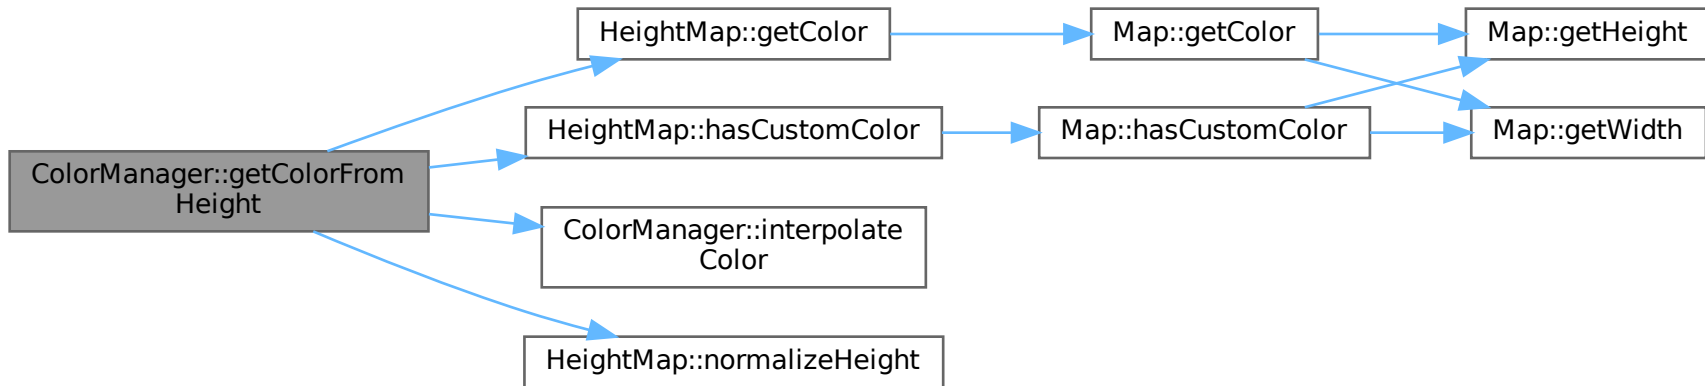 HeightMap::getColor
Map::getColor
Map::getHeight
HeightMap::hasCustomColor
Map::hasCustomColor
Map::getWidth
ColorManager::getColorFrom
Height
ColorManager::interpolate
Color
HeightMap::normalizeHeight